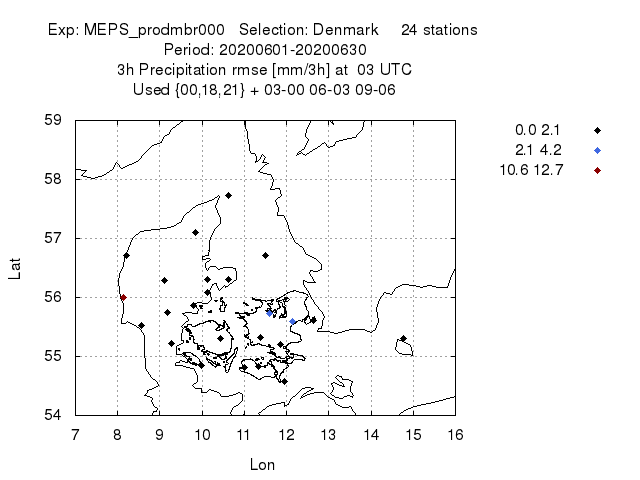 Exp: MEPS_prodmbr000 Selection: Denmark 24 stations
Period: 20200601-20200630
3h Precipitation rmse [mm/3h] at 03 UTC
Used {00,18,21} + 03-00 06-03 09-06
0.0 2.1
2.1 4.2
10.6 12.7
59
58
57
56
55
54
Lat
7 8 9 10 11 12 13 14 15 16
Lon